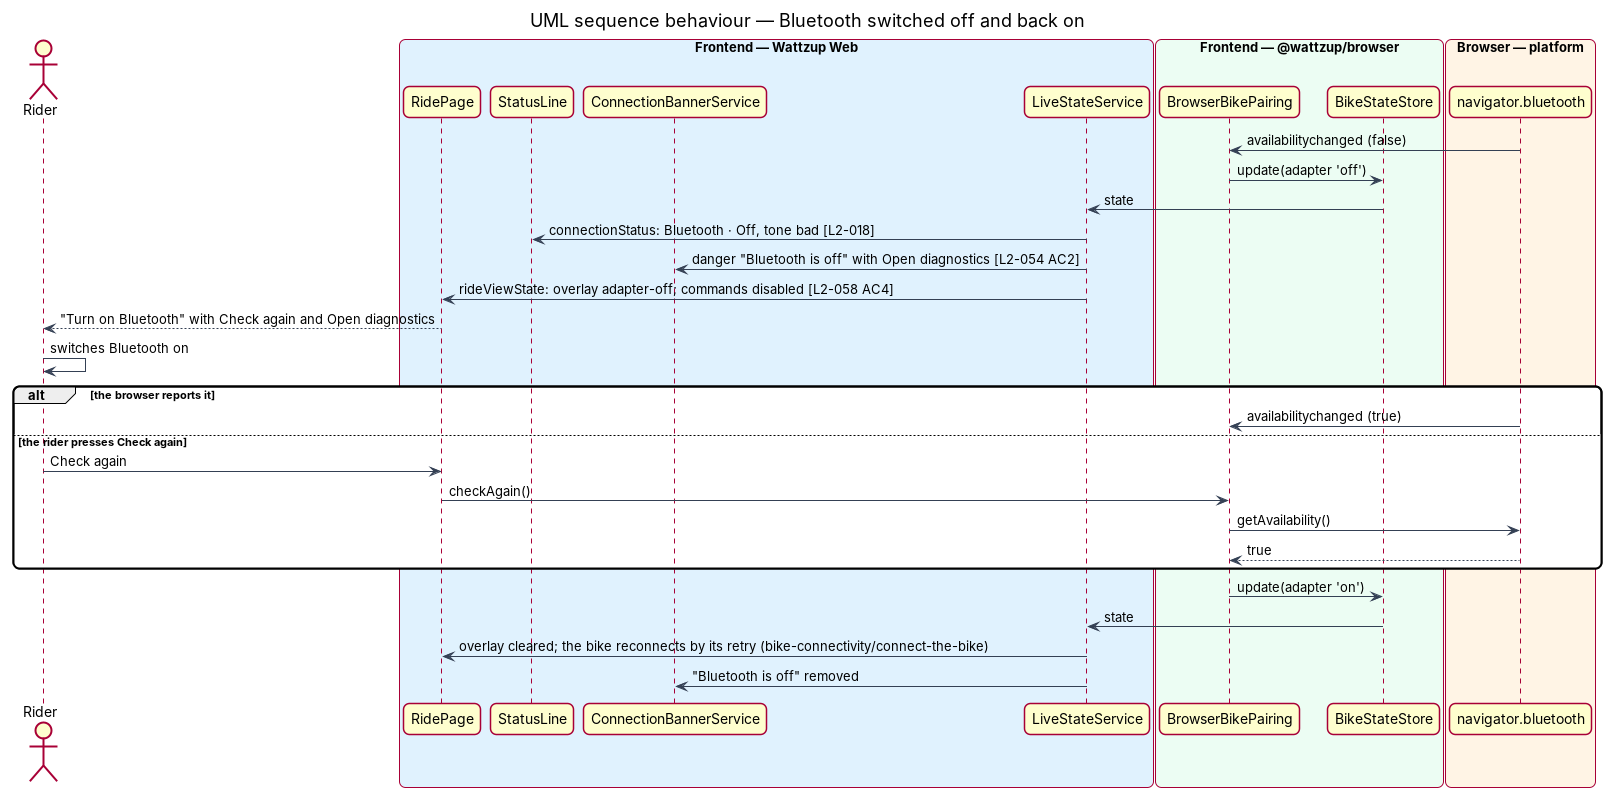 UML sequence behaviour — Bluetooth switched off and back on
Frontend — Wattzup Web
Frontend — @wattzup/browser
Browser — platform
Rider
RidePage
StatusLine
ConnectionBannerService
LiveStateService
BrowserBikePairing
BikeStateStore
navigator.bluetooth
availabilitychanged (false)
update(adapter 'off')
state
connectionStatus: Bluetooth · Off, tone bad [L2-018]
danger "Bluetooth is off" with Open diagnostics [L2-054 AC2]
rideViewState: overlay adapter-off; commands disabled [L2-058 AC4]
"Turn on Bluetooth" with Check again and Open diagnostics
switches Bluetooth on
alt
[the browser reports it]
availabilitychanged (true)
[the rider presses Check again]
Check again
checkAgain()
getAvailability()
true
update(adapter 'on')
state
overlay cleared; the bike reconnects by its retry (bike-connectivity/connect-the-bike)
"Bluetooth is off" removed
Rider
RidePage
StatusLine
ConnectionBannerService
LiveStateService
BrowserBikePairing
BikeStateStore
navigator.bluetooth